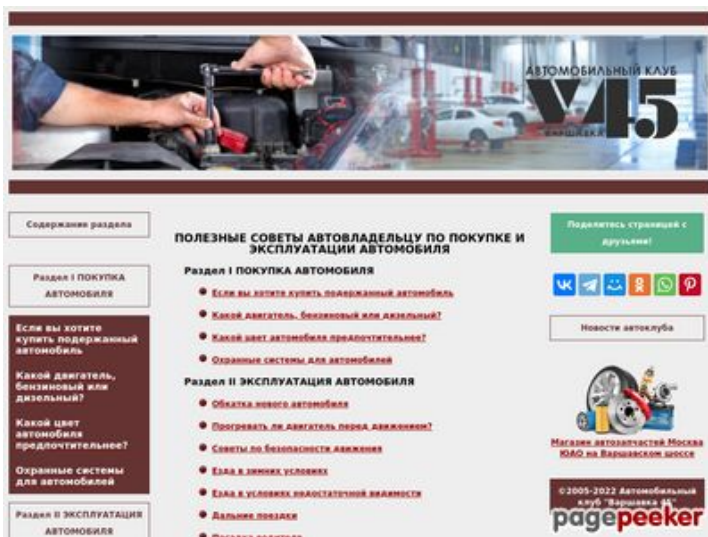 АВТОМОБИЛЬНЫЙ КЛУБ
V45
ВАРШАВКА
Содержание раздела
Раздел I ПОКУПКА
АВТОМОБИЛЯ
Если вы хотите
купить подержанный
автомобиль
Какой двигатель,
бензиновый или
дизельный?
Какой цвет
автомобиля
предпочтительнее?
Охранные системы
для автомобилей
Раздел II ЭКСПЛУАТАЦИЯ
АВТОМОБИЛЯ
ПОЛЕЗНЫЕ СОВЕТЫ АВТОВЛАДЕЛЬЦУ ПО ПОКУПКЕ И
ЭКСПЛУАТАЦИИ АВТОМОБИЛЯ
Раздел I ПОКУПКА АВТОМОБИЛЯ
Если вы хотите купить подержанный автомобиль
Какой двигатель, бензиновый или дизельный?
Какой цвет автомобиля предпочтительнее?
Охранные системы для автомобилей
Раздел II ЭКСПЛУАТАЦИЯ АВТОМОБИЛЯ
Обкатка нового автомобиля
Прогревать ли двигатель перед движением?
Советы по безопасности движения
Езда в зимних условиях
Езда в условиях недостаточной видимости
Дальние поездки
Посадка водителя
Поделитесь страницей с
друзьями!
Новости автоклуба
Магазин автозапчастей Москва
ЮАО на Варшавском шоссе
©2005-2022 Автомобильный
клуб "Варшавка 45"
pagepeeker